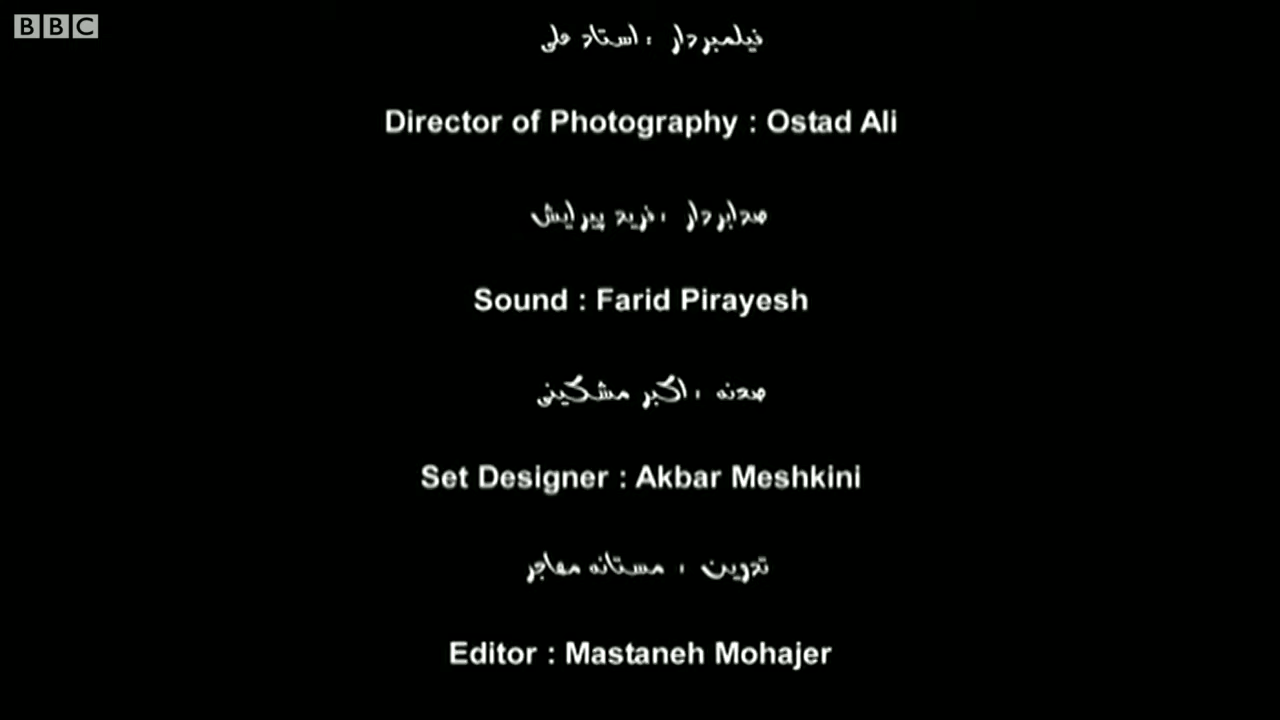 BBC
فیلمبردار : استاد علی
Director of Photography : Ostad Ali
صدابردار : فرید پیرایش
Sound : Farid Pirayesh
صحنه : اکبر مشکینی
Set Designer : Akbar Meshkini
تدوین : مستانه مهاجر
Editor : Mastaneh Mohajer